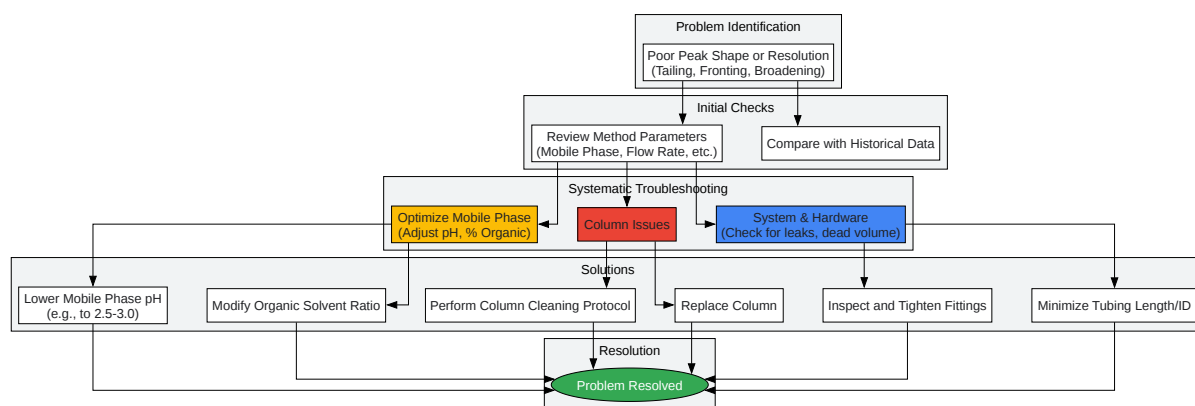 Problem Identification
Poor Peak Shape or Resolution
(Tailing, Fronting, Broadening)
Initial Checks
Review Method Parameters
(Mobile Phase, Flow Rate, etc.)
Compare with Historical Data
Systematic Troubleshooting
Optimize Mobile Phase
(Adjust pH, % Organic)
Column Issues
System & Hardware
(Check for leaks, dead volume)
Solutions
Lower Mobile Phase pH
(e.g., to 2.5-3.0)
Modify Organic Solvent Ratio
Perform Column Cleaning Protocol
Replace Column
Inspect and Tighten Fittings
Minimize Tubing Length/ID
Resolution
Problem Resolved